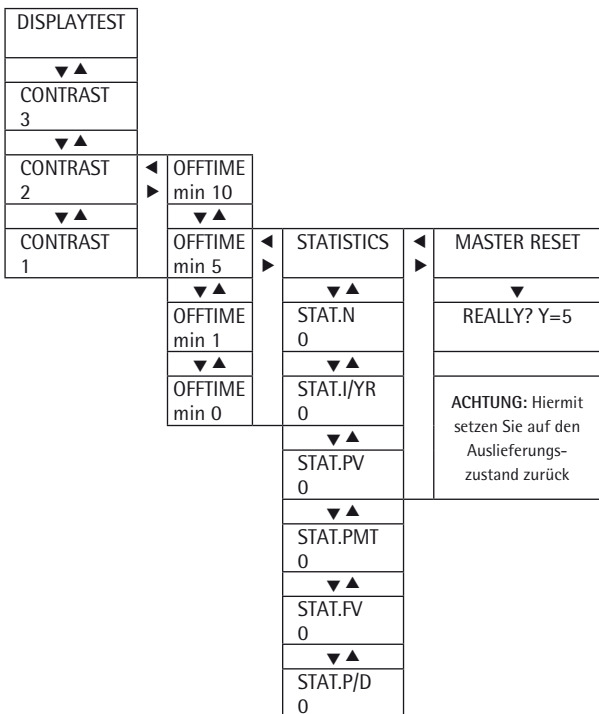 DISPLAYTEST
▼ ▲
CONTRAST
3
▼ ▲
CONTRAST
2
▼ ▲
CONTRAST
1
◀
▶
OFFTIME
min 10
▼ ▲
OFFTIME
min 5
▼ ▲
OFFTIME
min 1
▼ ▲
OFFTIME
min 0
◀
▶
STATISTICS
▼ ▲
STAT.N
0
▼ ▲
STAT.I/YR
0
▼ ▲
STAT.PV
0
▼ ▲
STAT.PMT
0
▼ ▲
STAT.FV
0
▼ ▲
STAT.P/D
0
◀
▶
MASTER RESET
▼
REALLY? Y=5
ACHTUNG: Hiermit
setzen Sie auf den
Auslieferungs-
zustand zurück